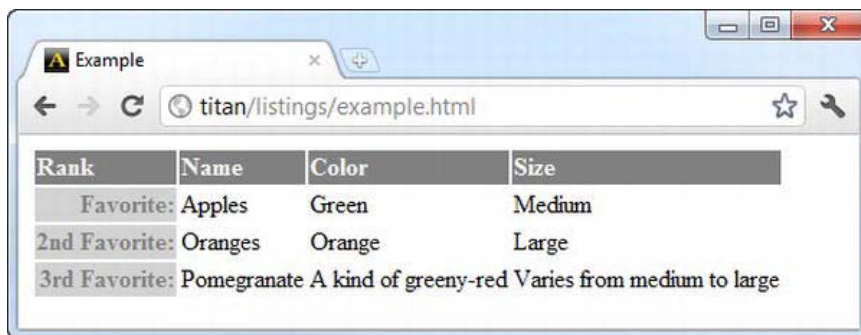 Example
titan/listings/example.html
Rank Name Color Size
Favorite: Apples Green Medium
2nd Favorite: Oranges Orange Large
3rd Favorite: Pomegranate A kind of greeny-red Varies from medium to large